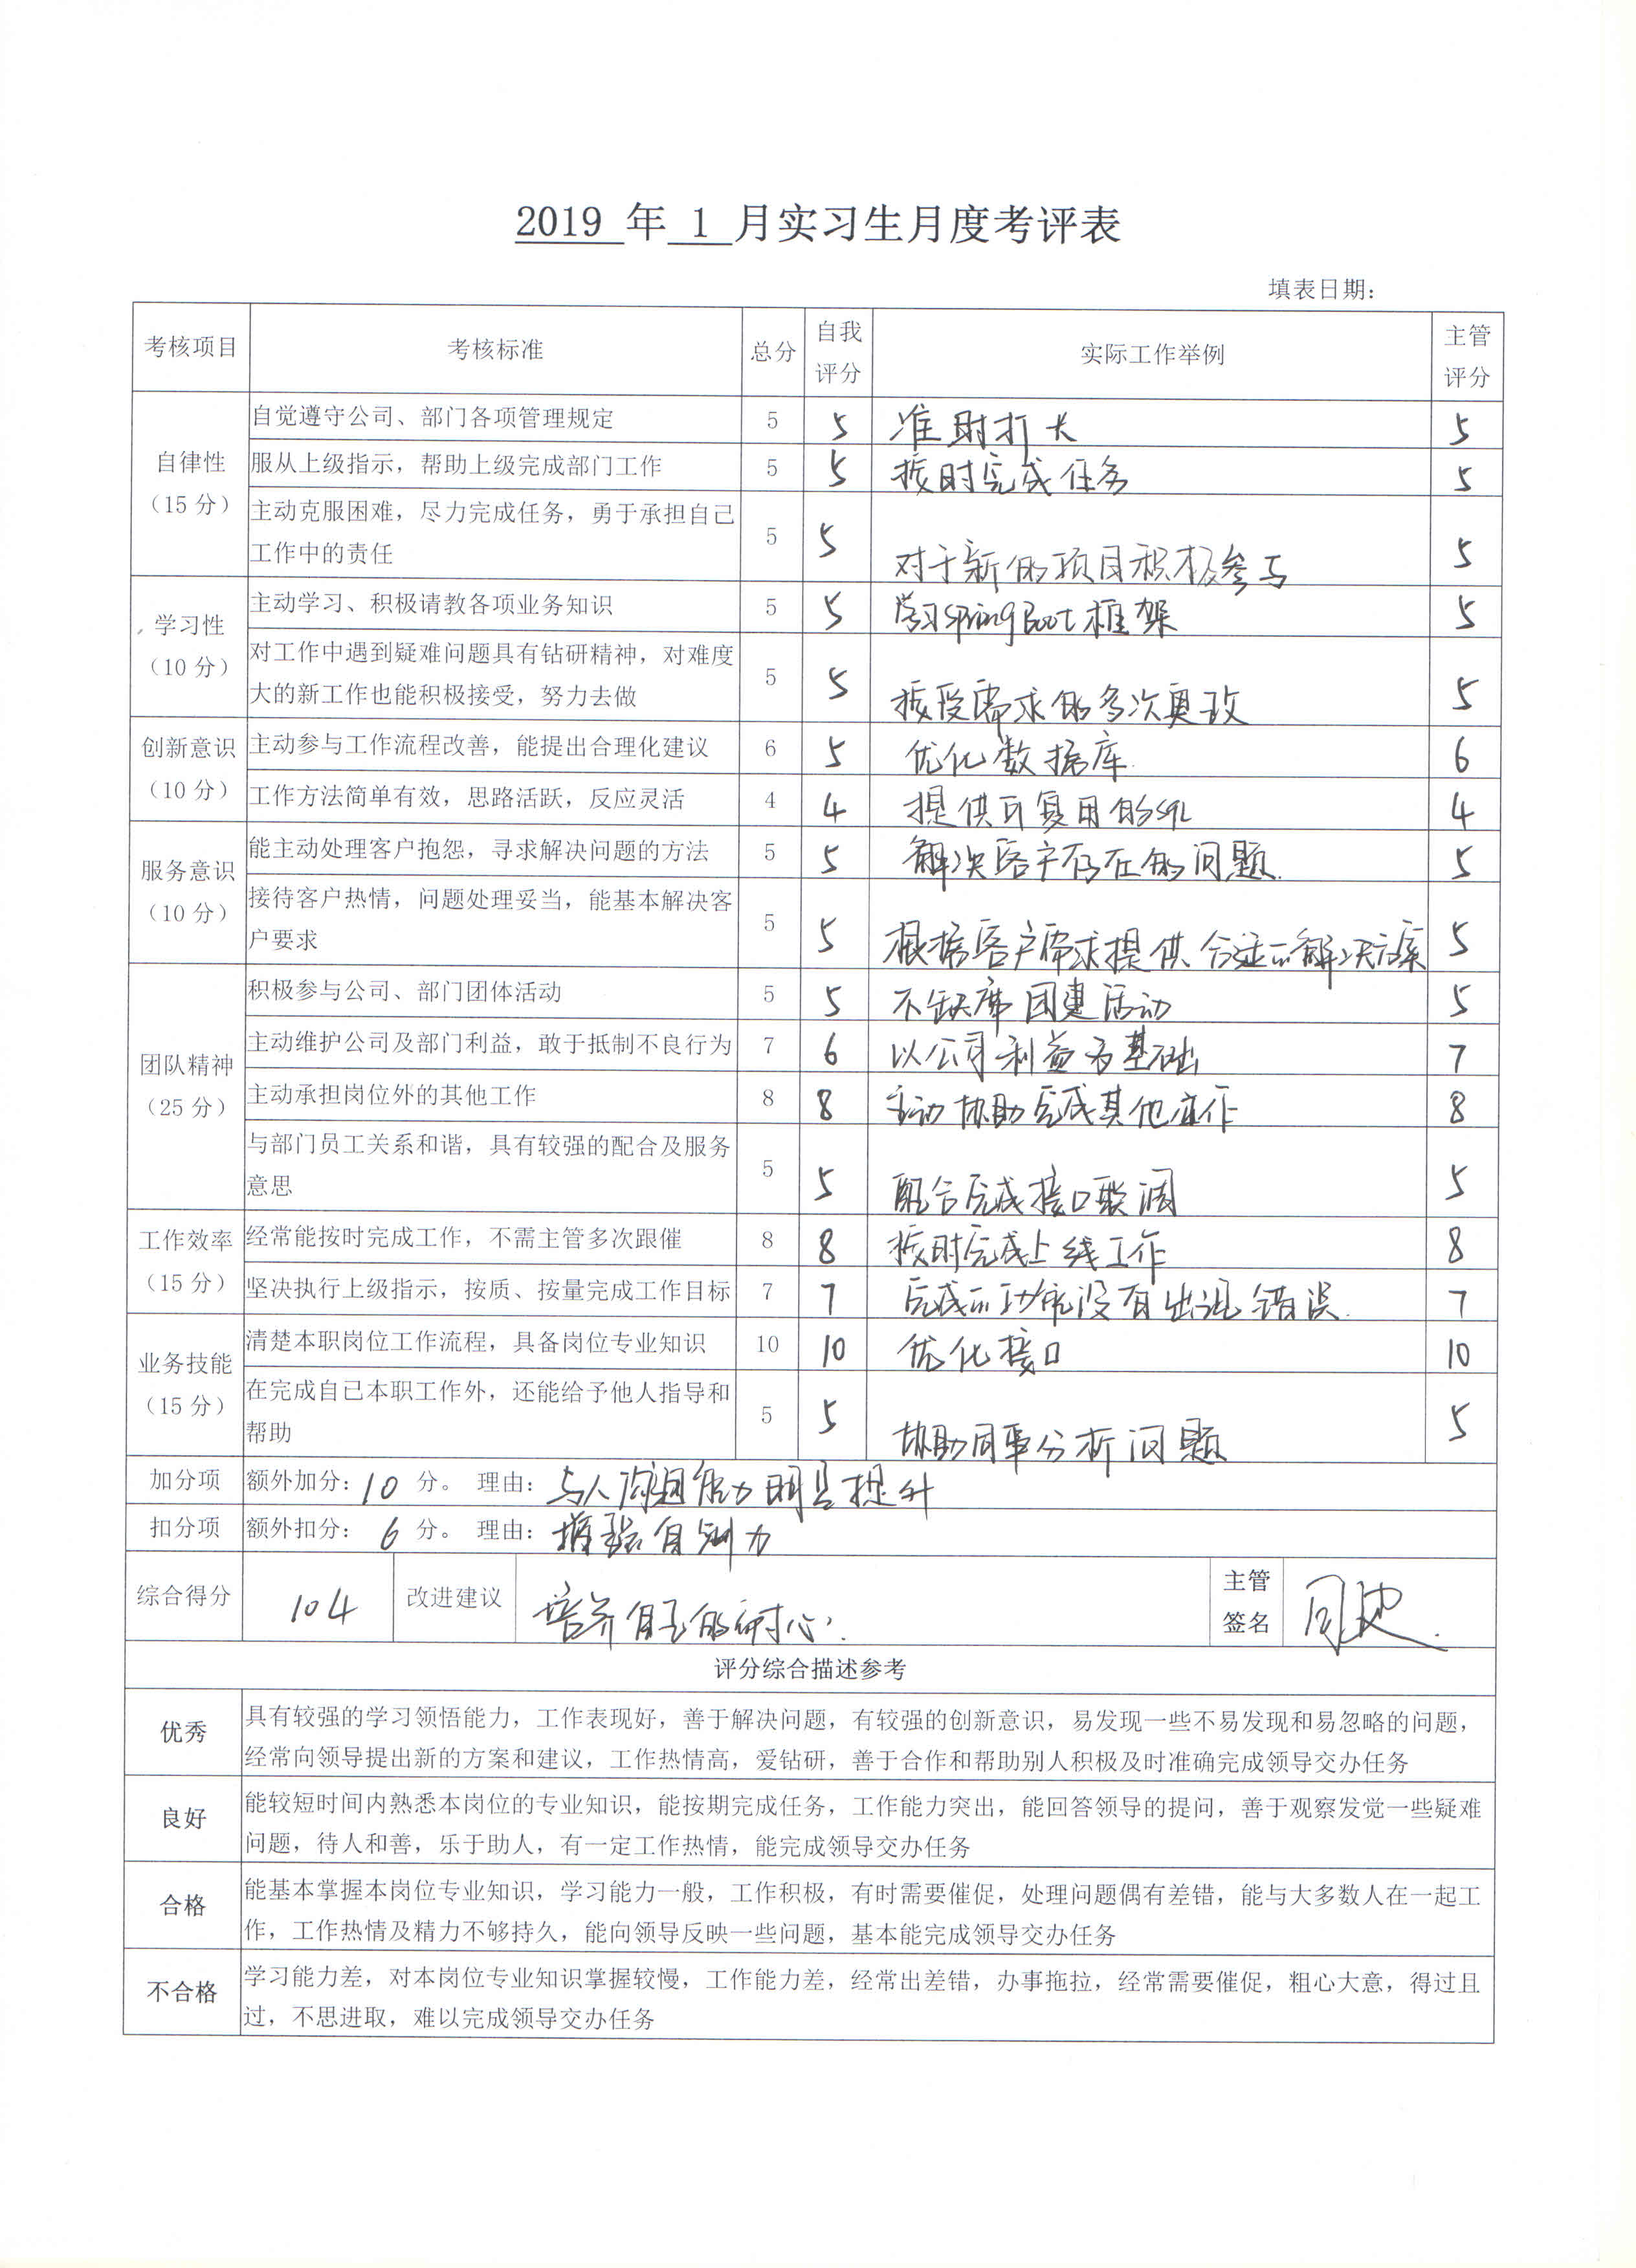 2019 年 1 月实习生月度考评表
填表日期：
考核项目 考核标准 总分 自我评分 实际工作举例 主管评分
自律性（15 分）
自觉遵守公司、部门各项管理规定 5 5 准时打卡 5
服从上级指示，帮助上级完成部门工作 5 5 按时完成任务 5
主动克服困难，尽力完成任务，勇于承担自己
工作中的责任 5 5 对于新的项目积极参与 5
学习性（10 分）
主动学习、积极请教各项业务知识 5 5 学习Spring Boot框架 5
对工作中遇到疑难问题具有钻研精神，对难度
大的新工作也能积极接受，努力去做 5 5 接受需求的多次更改 5
创新意识（10 分）
主动参与工作流程改善，能提出合理化建议 6 5 优化数据库. 6
工作方法简单有效，思路活跃，反应灵活 4 4 提供可复用的SQL 4
服务意识（10 分）
能主动处理客户抱怨，寻求解决问题的方法 5 5 解决客户存在的问题. 5
接待客户热情，问题处理妥当，能基本解决客
户要求 5 5 根据客户需求提供合适的解决方案 5
团队精神（25 分）
积极参与公司、部门团体活动 5 5 不缺席团建活动 5
主动维护公司及部门利益，敢于抵制不良行为 7 6 以公司利益为基础 7
主动承担岗位外的其他工作 8 8 主动协助完成其他工作 8
与部门员工关系和谐，具有较强的配合及服务
意思 5 5 配合完成接口联调 5
工作效率（15 分）
经常能按时完成工作，不需主管多次跟催 8 8 按时完成上线工作 8
坚决执行上级指示，按质、按量完成工作目标 7 7 完成的功能没有出现错误. 7
业务技能（15 分）
清楚本职岗位工作流程，具备岗位专业知识 10 10 优化接口 10
在完成自己本职工作外，还能给予他人指导和
帮助 5 5 协助同事分析问题 5
加分项 额外加分：10 分。 理由：与人沟通能力明显提升
扣分项 额外扣分：6 分。 理由：增强自制力
综合得分 104 改进建议 培养自己的耐心. 主管签名
评分综合描述参考
优秀 具有较强的学习领悟能力，工作表现好，善于解决问题，有较强的创新意识，易发现一些不易发现和易忽略的问题，
经常向领导提出新的方案和建议，工作热情高，爱钻研，善于合作和帮助别人积极及时准确完成领导交办任务
良好 能较短时间内熟悉本岗位的专业知识，能按期完成任务，工作能力突出，能回答领导的提问，善于观察发觉一些疑难
问题，待人和善，乐于助人，有一定工作热情，能完成领导交办任务
合格 能基本掌握本岗位专业知识，学习能力一般，工作积极，有时需要催促，处理问题偶有差错，能与大多数人在一起工
作，工作热情及精力不够持久，能向领导反映一些问题，基本能完成领导交办任务
不合格 学习能力差，对本岗位专业知识掌握较慢，工作能力差，经常出差错，办事拖拉，经常需要催促，粗心大意，得过且
过，不思进取，难以完成领导交办任务